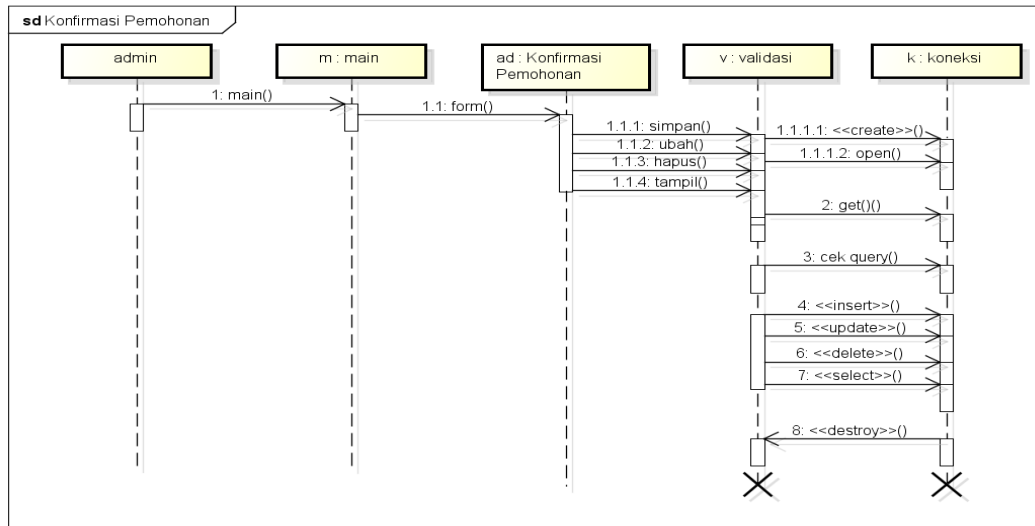 sd Konfirmasi Pemohonan
admin
m : main
ad : Konfirmasi
Pemohonan
v : validasi
k : koneksi
1: main()
1.1: form()
1.1.1: simpan()
1.1.2: ubah()
1.1.3: hapus()
1.1.4: tampil()
1.1.1.1: <<create>>()
1.1.1.2: open()
2: get()()
3: cek query()
4: <<insert>>()
5: <<update>>()
6: <<delete>>()
7: <<select>>()
8: <<destroy>>()